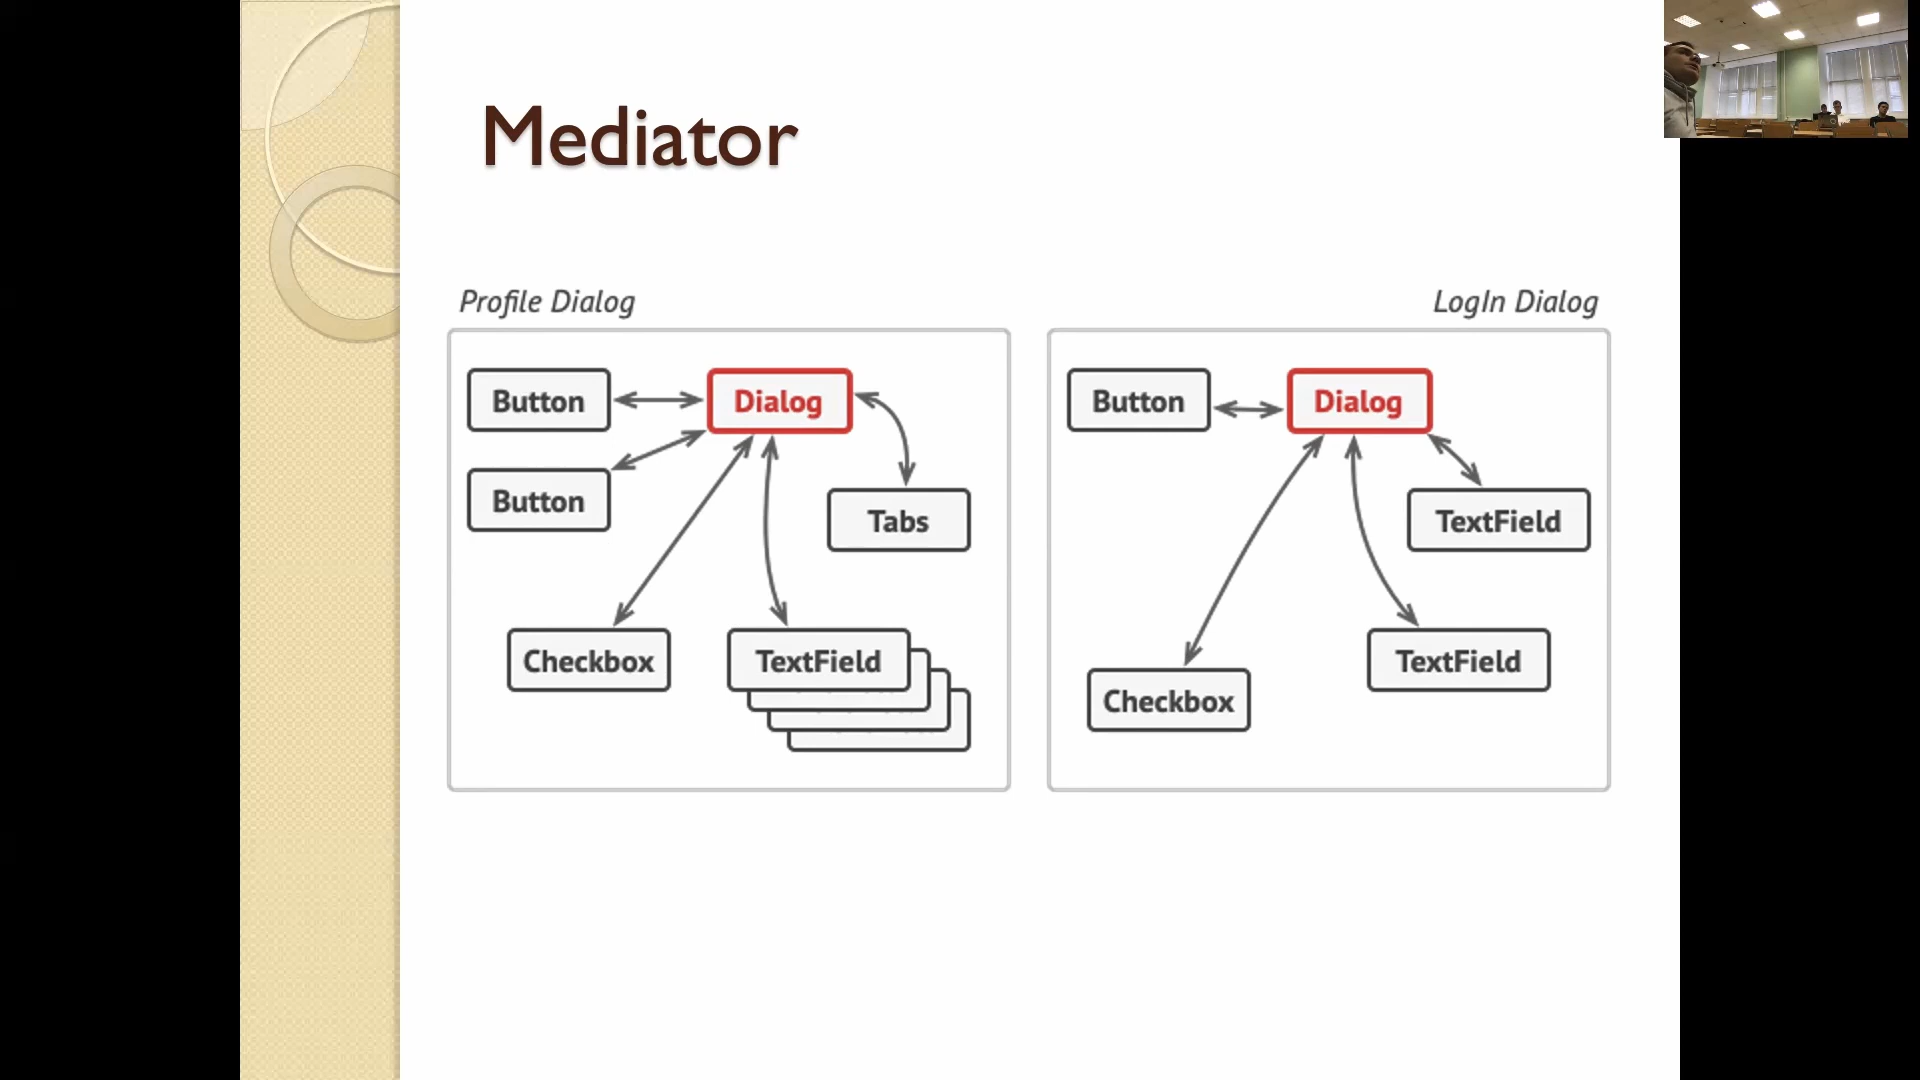 Mediator
Profile Dialog
Button
Dialog
Button
Tabs
Checkbox
TextField
LogIn Dialog
Button
Dialog
TextField
TextField
Checkbox